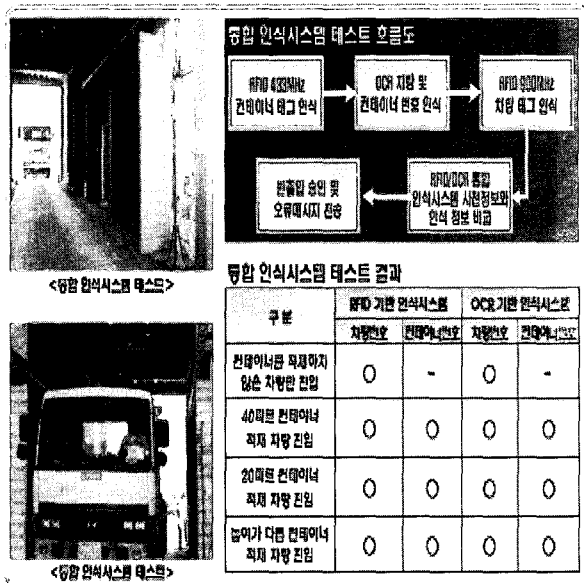 통합 인식시스템 테스트 흐름도
RFID 433MHz
컨테이너 태그 인식
OCR 차량 및
컨테이너 번호 인식
RFID 900MHz
차량 태그 인식
반출입 승인 및
오류메시지 전송
RFID/OCR 통합
인식시스템 사전정보와
인식 정보 비교
<통합 인식시스템 테스트>
통합 인식시스템 테스트 결과
구분
RFID 기반 인식시스템
OCR 기반 인식시스템
차량번호 컨테이너번호 차량번호 컨테이너번호
컨테이너를 적재하지
않은 차량만 진입
○ - ○ -
40피트 컨테이너
적재 차량 진입
○ ○ ○ ○
20피트 컨테이너
적재 차량 진입
○ ○ ○ ○
높이가 다른 컨테이너
적재 차량 진입
○ ○ ○ ○
<통합 인식시스템 테스트>